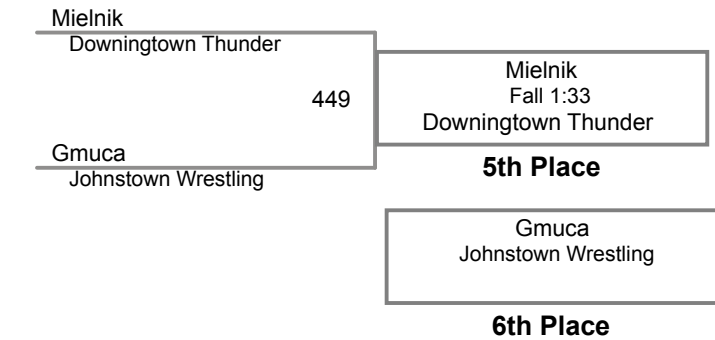 Mielnik
Downingtown Thunder
449
Gmuca
Johnstown Wrestling
Mielnik
Fall 1:33
Downingtown Thunder
5th Place
Gmuca
Johnstown Wrestling
6th Place